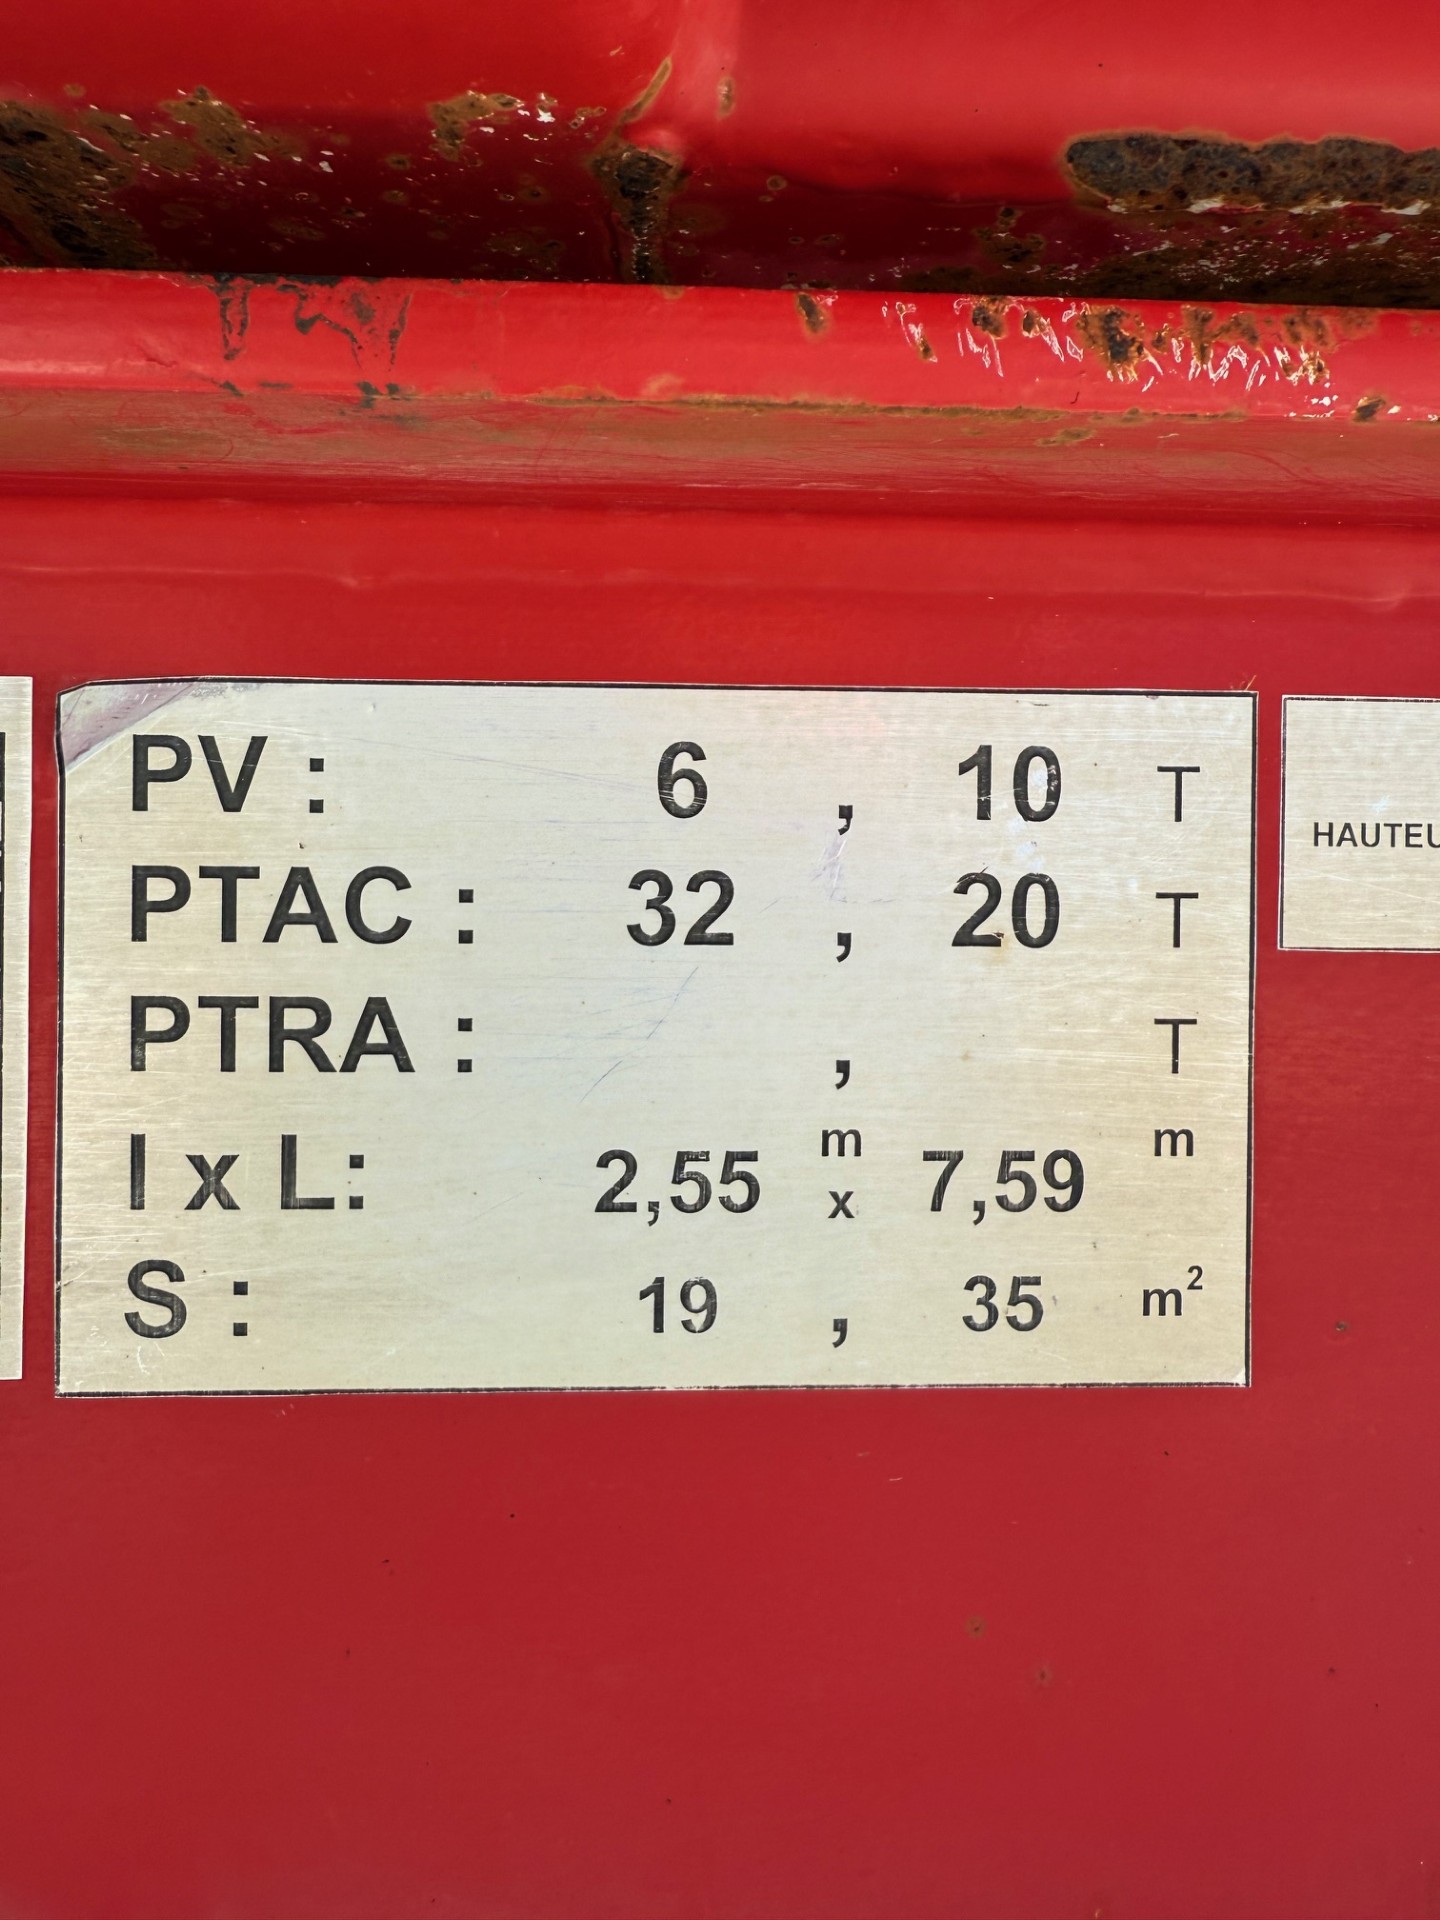 PV : 6 , 10 T
PTAC : 32 , 20 T
PTRA : , T
l x L: 2,55 m x 7,59 m
S : 19 , 35 m²
HAUTEU